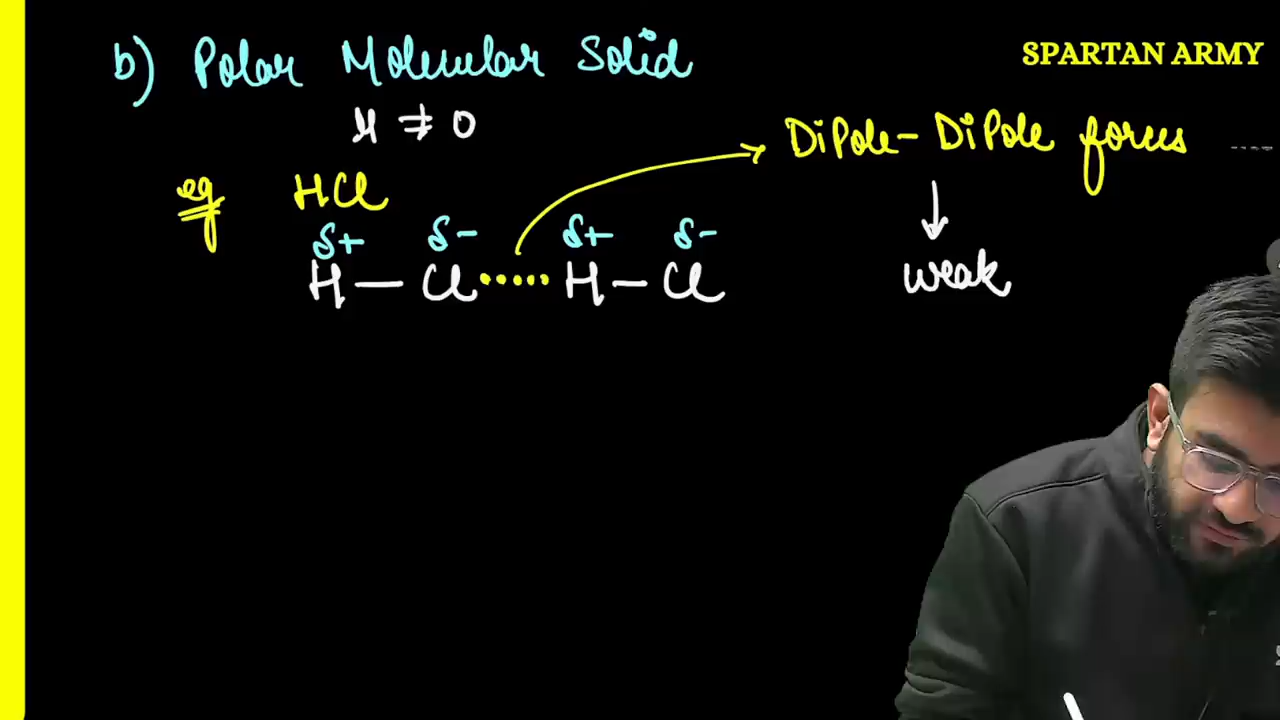 b) Polar Molecular Solid
SPARTAN ARMY
μ ≠ 0
DiPole-DiPole forces
eg HCl
δ+ δ- δ+ δ-
H — Cl ····· H — Cl
weak